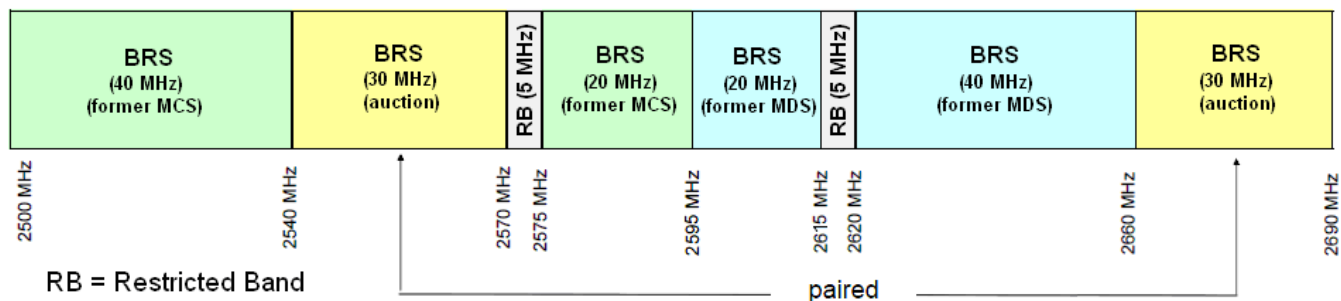 BRS
(40 MHz)
(former MCS)
BRS
(30 MHz)
(auction)
RB (5 MHz)
BRS
(20 MHz)
(former MCS)
BRS
(20 MHz)
(former MDS)
RB (5 MHz)
BRS
(40 MHz)
(former MDS)
BRS
(30 MHz)
(auction)
2500 MHz
2540 MHz
2570 MHz
2575 MHz
2595 MHz
2615 MHz
2620 MHz
2660 MHz
2690 MHz
RB = Restricted Band
paired